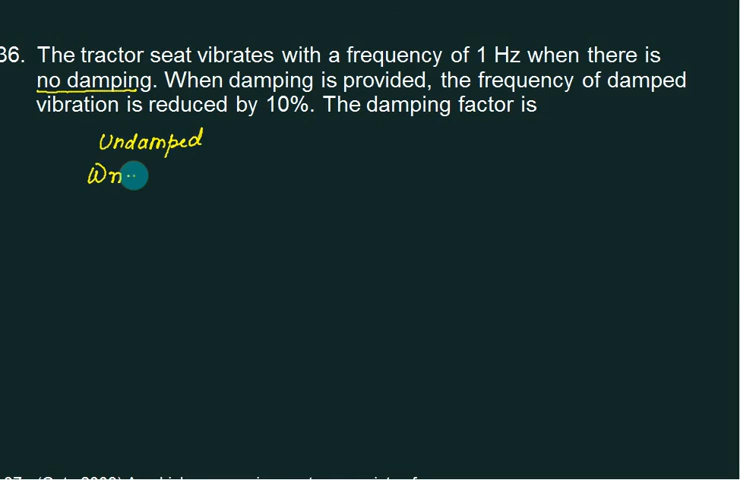 36. The tractor seat vibrates with a frequency of 1 Hz when there is
no damping. When damping is provided, the frequency of damped
vibration is reduced by 10%. The damping factor is
Undamped
Wn